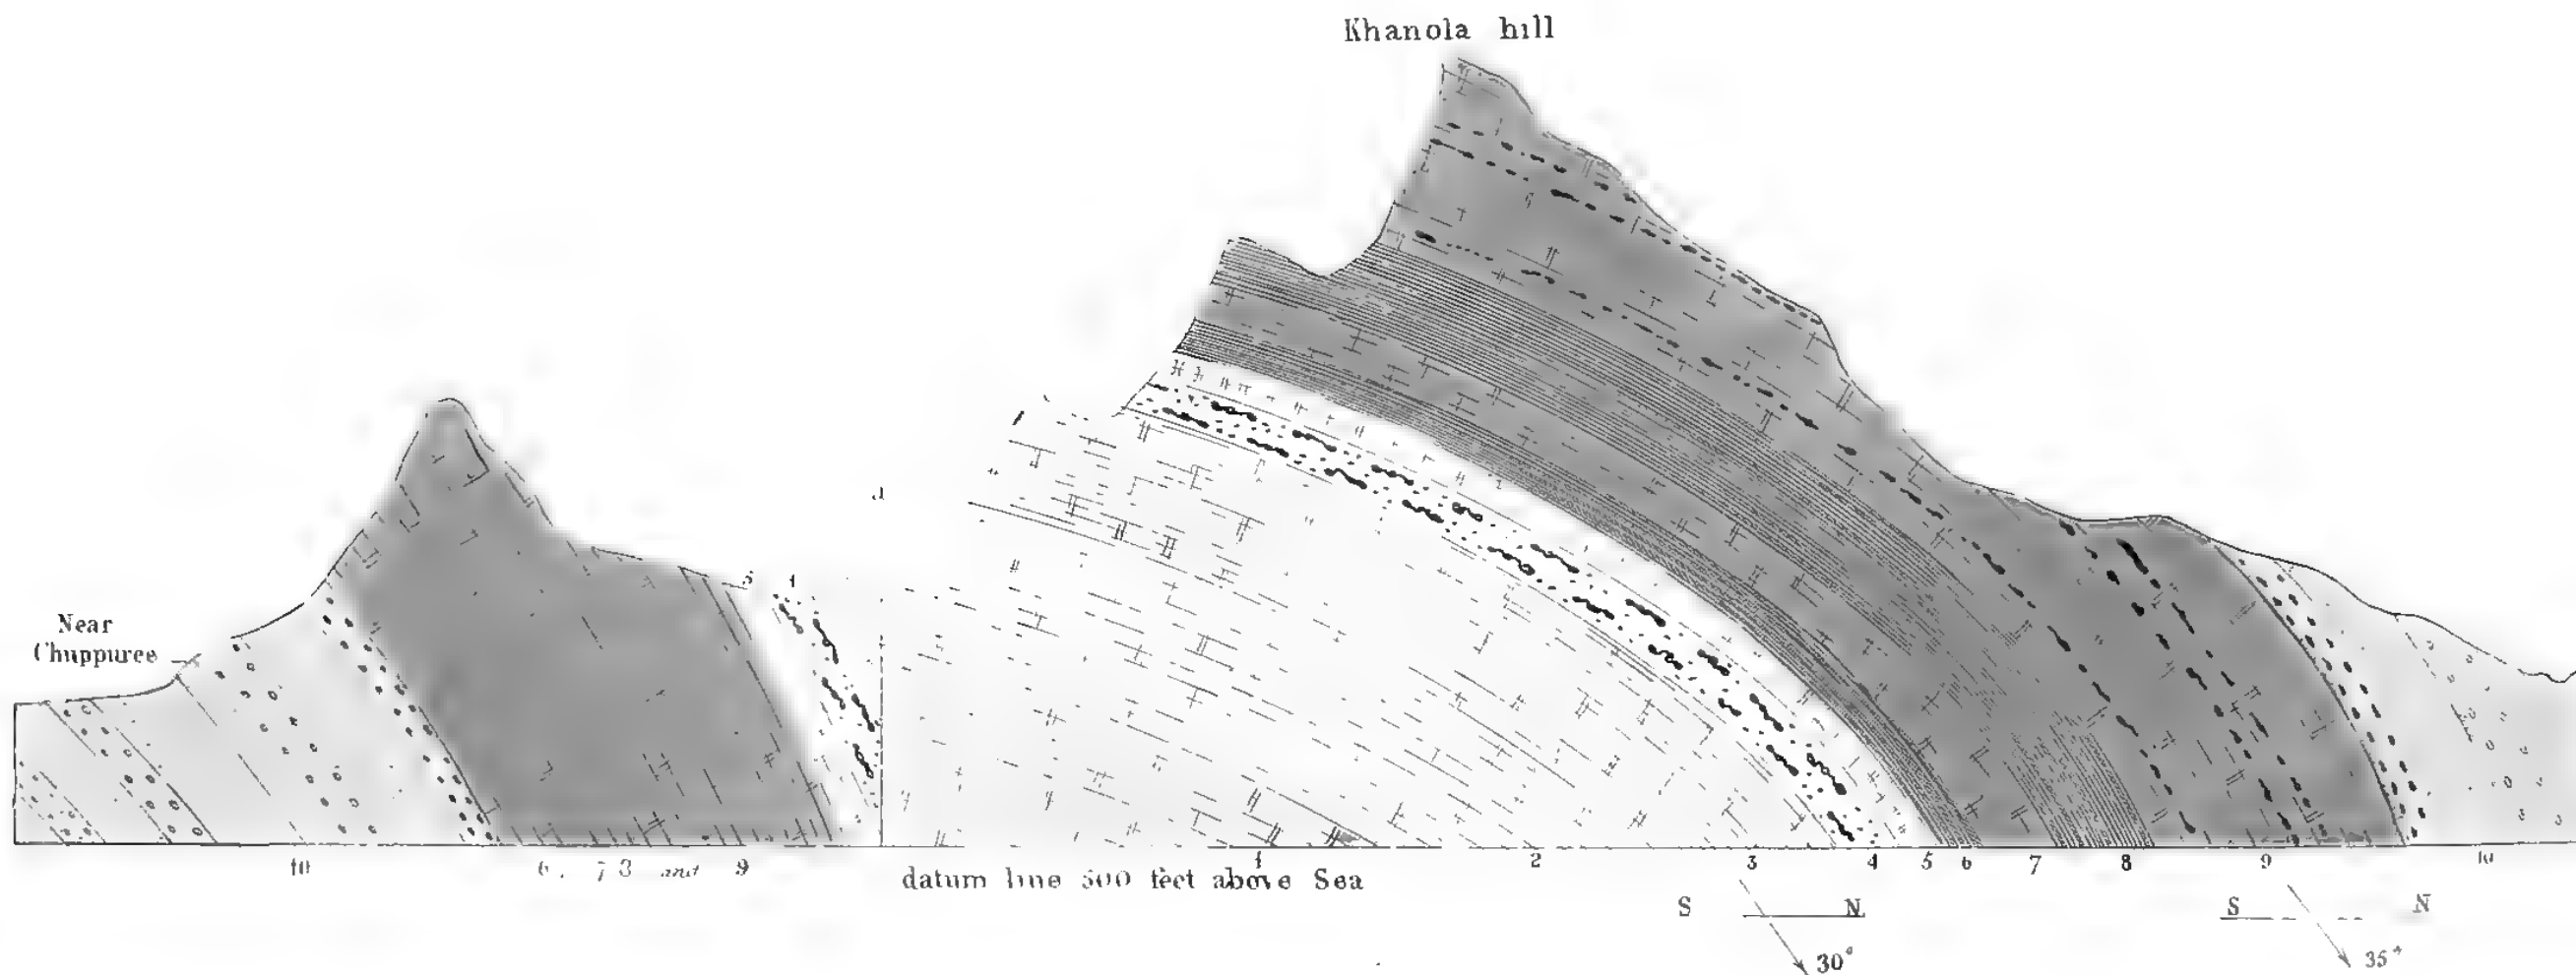 Khanola hill
Near
Chuppuree
5 4
10 6. 7 8 and 9
datum line 500 feet above Sea
1 2 3 4 5 6 7 8 9 10
S N
30°
S N
35°